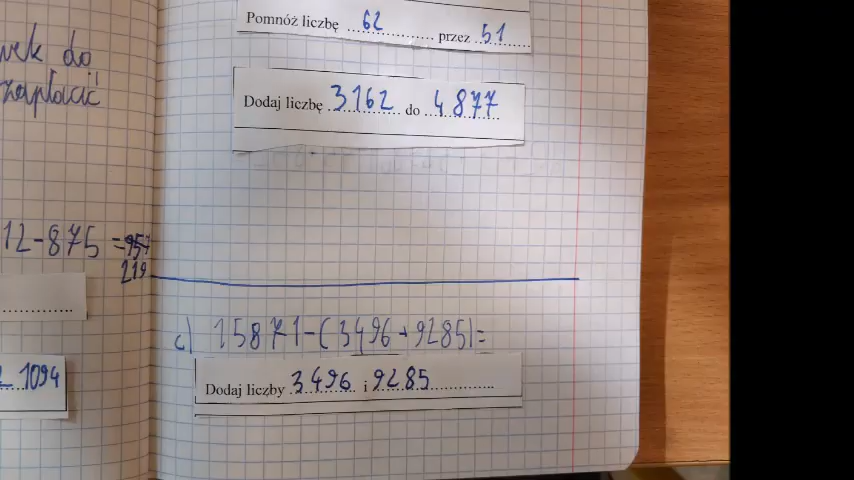 wek do
zapłacić
12-875 =957
219
1094
Pomnóż liczbę 62 przez 51
Dodaj liczbę 3162 do 4877
c) 15871-(3496+9285)=
Dodaj liczby 3496 i 9285